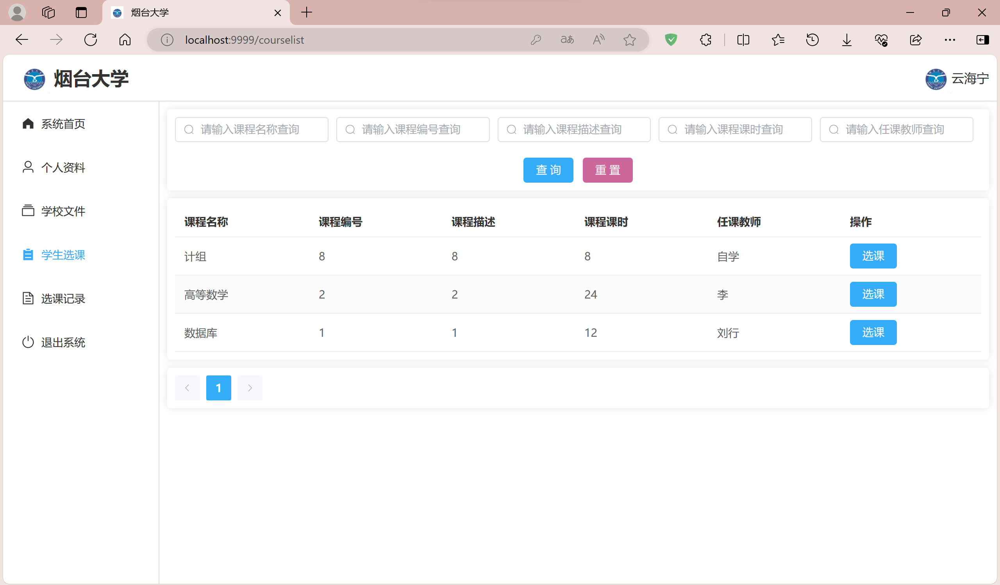 烟台大学
localhost:9999/courselist
烟台大学
云海宁
系统首页
个人资料
学校文件
学生选课
选课记录
退出系统
请输入课程名称查询 请输入课程编号查询 请输入课程描述查询 请输入课程课时查询 请输入任课教师查询
查 询 重 置
课程名称 课程编号 课程描述 课程课时 任课教师 操作
计组 8 8 8 自学 选课
高等数学 2 2 24 李 选课
数据库 1 1 12 刘行 选课
1